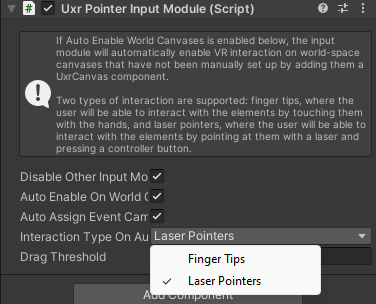 Uxr Pointer Input Module (Script)
If Auto Enable World Canvases is enabled below, the input
module will automatically enable VR interaction on world-space
canvases that have not been manually set up by adding them a
UxrCanvas component.
Two types of interaction are supported: finger tips, where the
user will be able to interact with the elements by touching them
with the hands, and laser pointers, where the user will be able to
interact with the elements by pointing at them with a laser and
pressing a controller button.
Disable Other Input Mo
Auto Enable On World C
Auto Assign Event Cam
Interaction Type On Au Laser Pointers
Drag Threshold
Finger Tips
Laser Pointers
Add Component